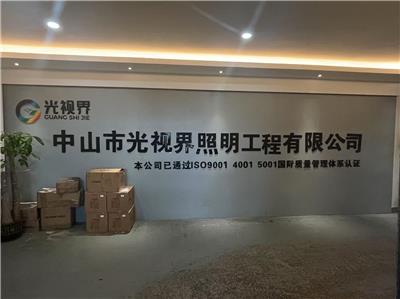 光视界
GUANG SHI JIE
中山市光视界照明工程有限公司
本公司已通过ISO9001 4001 5001国际质量管理体系认证